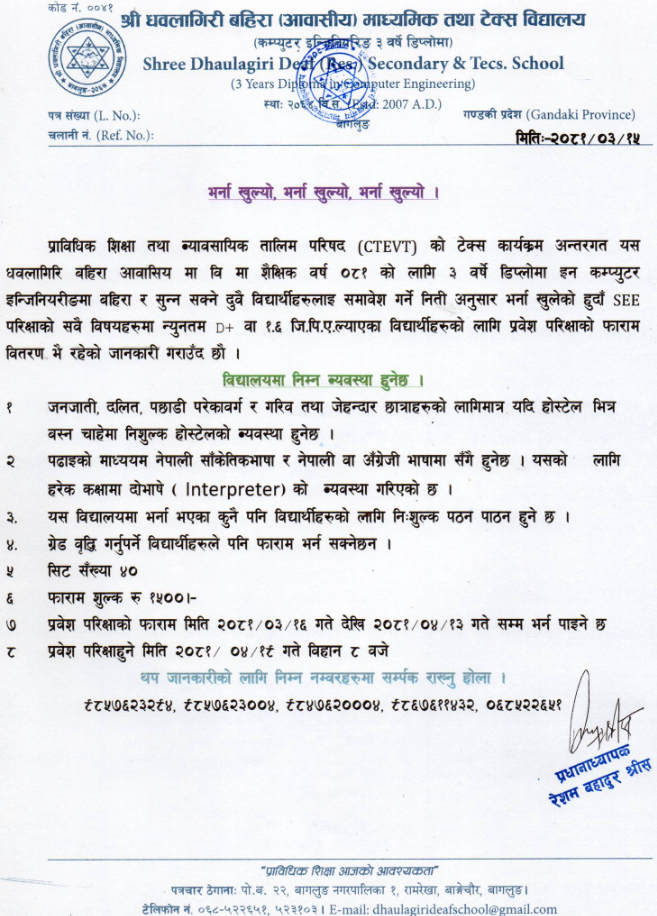 कोड नं. ००४१
श्री धवलागिरी बहिरा (आवासीय) माध्यमिक तथा टेक्स विद्यालय
(कम्प्युटर इन्जिनियरिङ ३ वर्षे डिप्लोमा)
Shree Dhaulagiri Deaf (Res.) Secondary & Tecs. School
(3 Years Diploma in Computer Engineering)
स्थाः २०६४ वि.सं. (Estd: 2007 A.D.)
बागलुङ
पत्र संख्या (L. No.):
गण्डकी प्रदेश (Gandaki Province)
चलानी नं. (Ref. No.):
मितिः-२०८१/०३/१५
भर्ना खुल्यो, भर्ना खुल्यो, भर्ना खुल्यो ।
प्राविधिक शिक्षा तथा ब्यावसायिक तालिम परिषद (CTEVT) को टेक्स कार्यक्रम अन्तरगत यस
धवलागिरि बहिरा आवासिय मा वि मा शैक्षिक वर्ष ०८१ को लागि ३ वर्षे डिप्लोमा इन कम्प्युटर
इन्जिनियरीङमा बहिरा र सुन्न सक्ने दुवै विद्यार्थीहरुलाइ समावेश गर्ने निती अनुसार भर्ना खुलेको हुदाँ SEE
परिक्षाको सवै विषयहरुमा न्युनतम D+ वा १.६ जि.पि.ए.ल्याएका विद्यार्थीहरुको लागि प्रवेश परिक्षाको फाराम
वितरण भै रहेको जानकारी गराउँद छौ ।
विद्यालयमा निम्न ब्यवस्था हुनेछ ।
१ जनजाती, दलित, पछाडी परेकावर्ग र गरिव तथा जेहन्दार छात्राहरुको लागिमात्र यदि होस्टेल भित्र
वस्न चाहेमा निशुल्क होस्टेलको ब्यवस्था हुनेछ ।
२ पढाइको माध्ययम नेपाली साँकेतिकभाषा र नेपाली वा अँग्रेजी भाषामा सँगै हुनेछ । यसको लागि
हरेक कक्षामा दोभाषे ( Interpreter) को ब्यवस्था गरिएको छ ।
३. यस विद्यालयमा भर्ना भएका कुनै पनि विद्यार्थीहरुको लागि निःशुल्क पठन पाठन हुने छ ।
४. ग्रेड वृद्धि गर्नुपर्ने विद्यार्थीहरुले पनि फाराम भर्न सक्नेछन ।
५ सिट सँख्या ४०
६ फाराम शुल्क रु १५००।-
७ प्रवेश परिक्षाको फाराम मिति २०८१/०३/१६ गते देखि २०८१/०४/१३ गते सम्म भर्न पाइने छ
८ प्रवेश परिक्षाहुने मिति २०८१/ ०४/१९ गते विहान ८ वजे
थप जानकारीको लागि निम्न नम्वरहरुमा सर्म्पक राख्नु होला ।
९८५७६२३२९४, ९८५७६२३००४, ९८४७६२०००४, ९८६७६११४३२, ०६८५२२६५१
प्रधानाध्यापक
रेशम बहादुर श्रीस
"प्राविधिक शिक्षा आजको आवश्यकता"
पत्रचार ठेगानाः पो.ब. २२, बागलुङ नगरपालिका १, रामरेखा, बाङ्गेचौर, बागलुङ।
टेलिफोन नं. ०६८-५२२६५१, ५२३१०३ । E-mail: dhaulagirideafschool@gmail.com